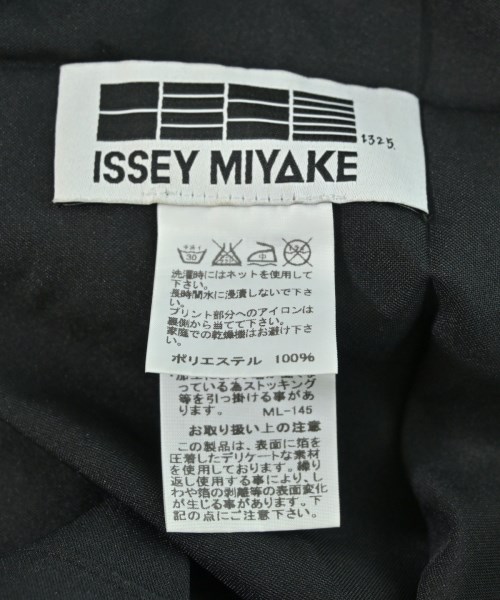 1325.
ISSEY MIYAKE
手洗イ
30
中
ドライ
洗濯時にはネットを使用して
下さい。
長時間水に浸漬しないで下さ
い。
プリント部分へのアイロンは
裏側から当てて下さい。
家庭での乾燥機はお避け下さ
い。
ポリエステル 100%
っている為ストッキング
等を引っ掛ける事があ
ります。 ML-145
お取り扱い上の注意
この製品は、表面に箔を
圧着したデリケートな素材
を使用しております。繰り
返し使用する事により、し
わや箔の剥離等の表面変化
が生じる事があります。下
記の点にご注意下さい。